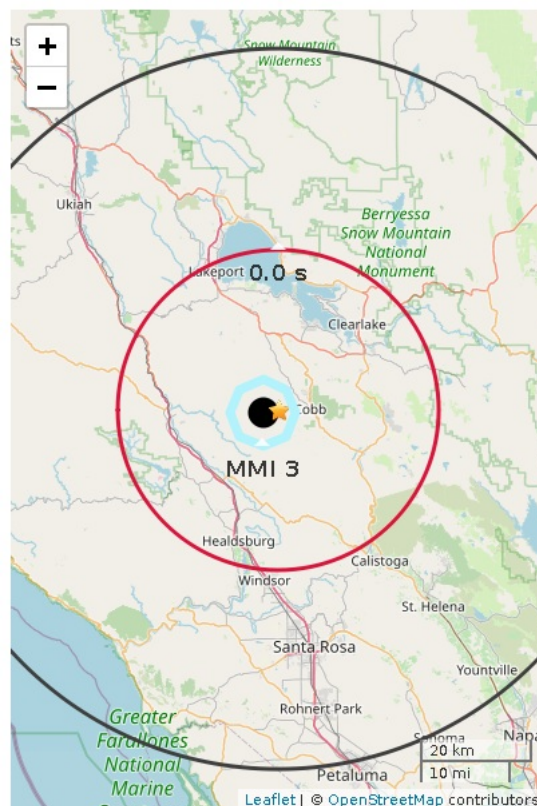 +
−
ts
Snow Mountain
Wilderness
Ukiah
Berryessa
Snow Mountain
National
Monument
Lakeport
0.0 s
Clearlake
Cobb
MMI 3
Healdsburg
Calistoga
Windsor
St. Helena
Santa Rosa
Yountville
Rohnert Park
Greater
Farallones
National
Marine
Sonoma
Napa
20 km
10 mi
Petaluma
Leaflet | © OpenStreetMap contributors